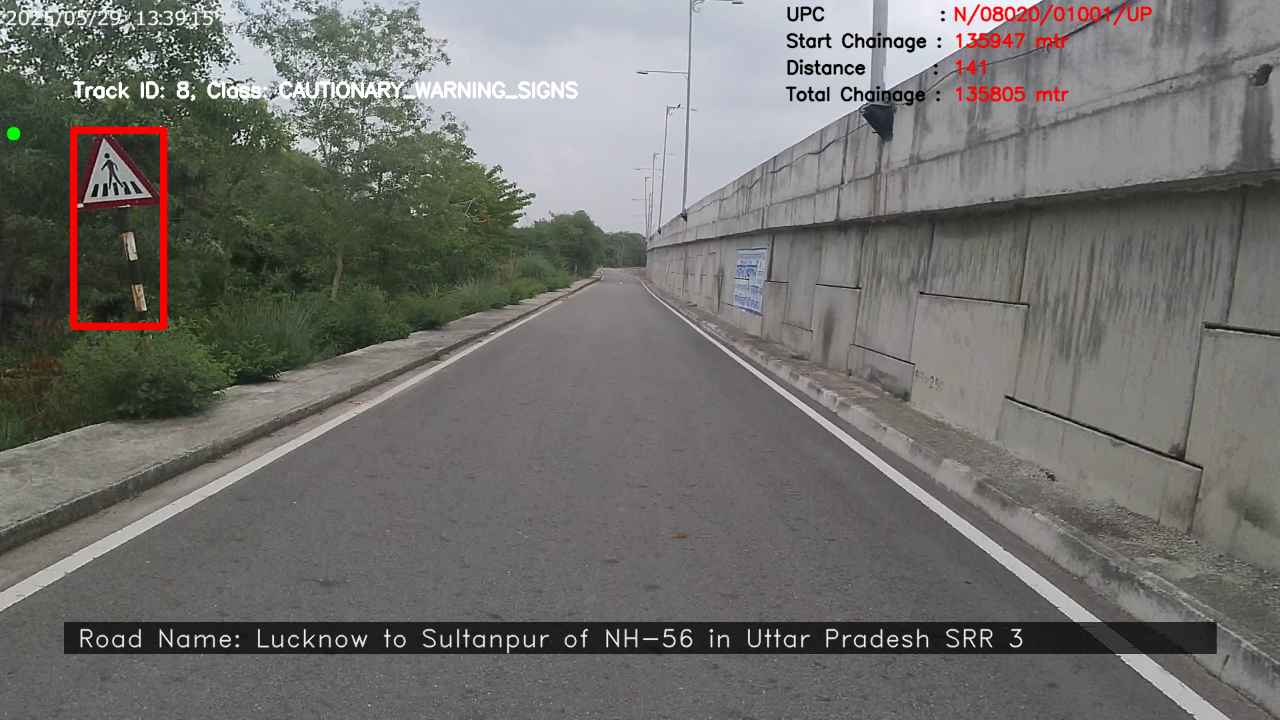 2025/05/29, 13:39:15
UPC : N/08020/01001/UP
Start Chainage : 135947 mtr
Distance : 141
Total Chainage : 135805 mtr
Track ID: 8, Class: CAUTIONARY_WARNING_SIGNS
Road Name: Lucknow to Sultanpur of NH-56 in Uttar Pradesh SRR 3